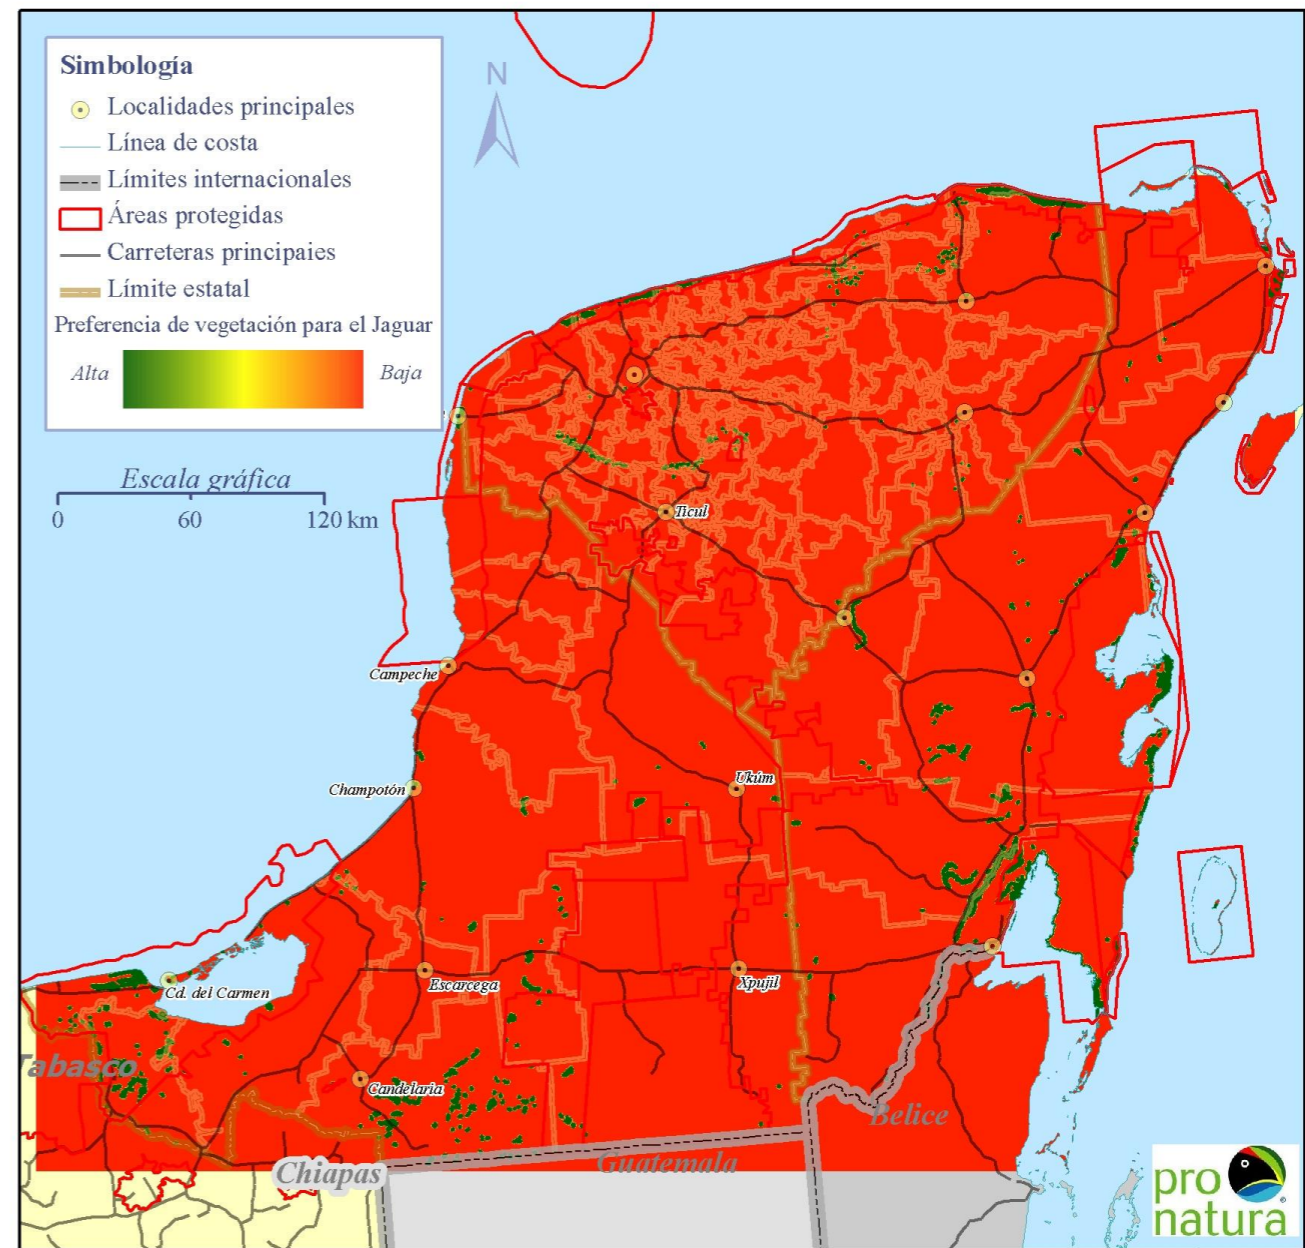 Simbología
Localidades principales
Línea de costa
Límites internacionales
Áreas protegidas
Carreteras principaies
Límite estatal
Preferencia de vegetación para el Jaguar
Alta
Baja
N
Escala gráfica
0 60 120 km
Ticul
Campeche
Champotón
Ukúm
Cd. del Carmen
Escarcega
Xpujil
Tabasco
Candelaria
Belice
Guatemala
Chiapas
pro
natura